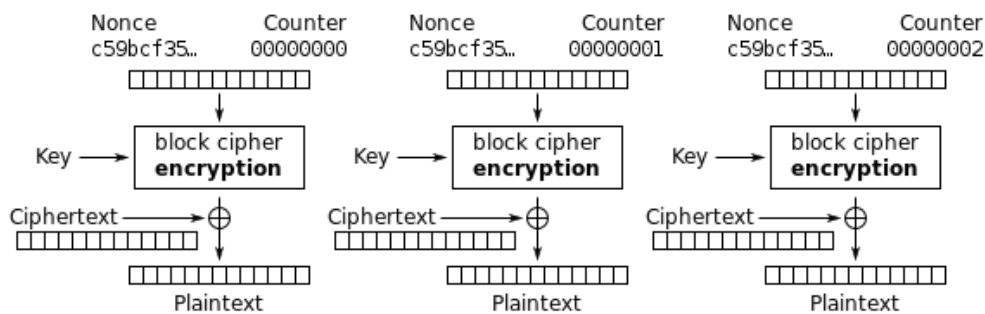 Nonce Counter Nonce Counter Nonce Counter
c59bcf35… 00000000 c59bcf35… 00000001 c59bcf35… 00000002
block cipher block cipher block cipher
Key encryption Key encryption Key encryption
Ciphertext Ciphertext Ciphertext
Plaintext Plaintext Plaintext